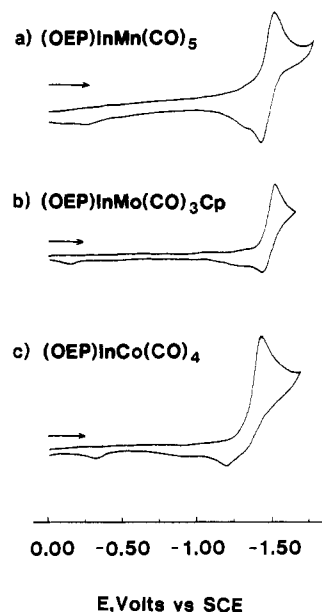 a) (OEP)InMn(CO)5
b) (OEP)InMo(CO)3Cp
c) (OEP)InCo(CO)4
0.00 -0.50 -1.00 -1.50
E,Volts vs SCE